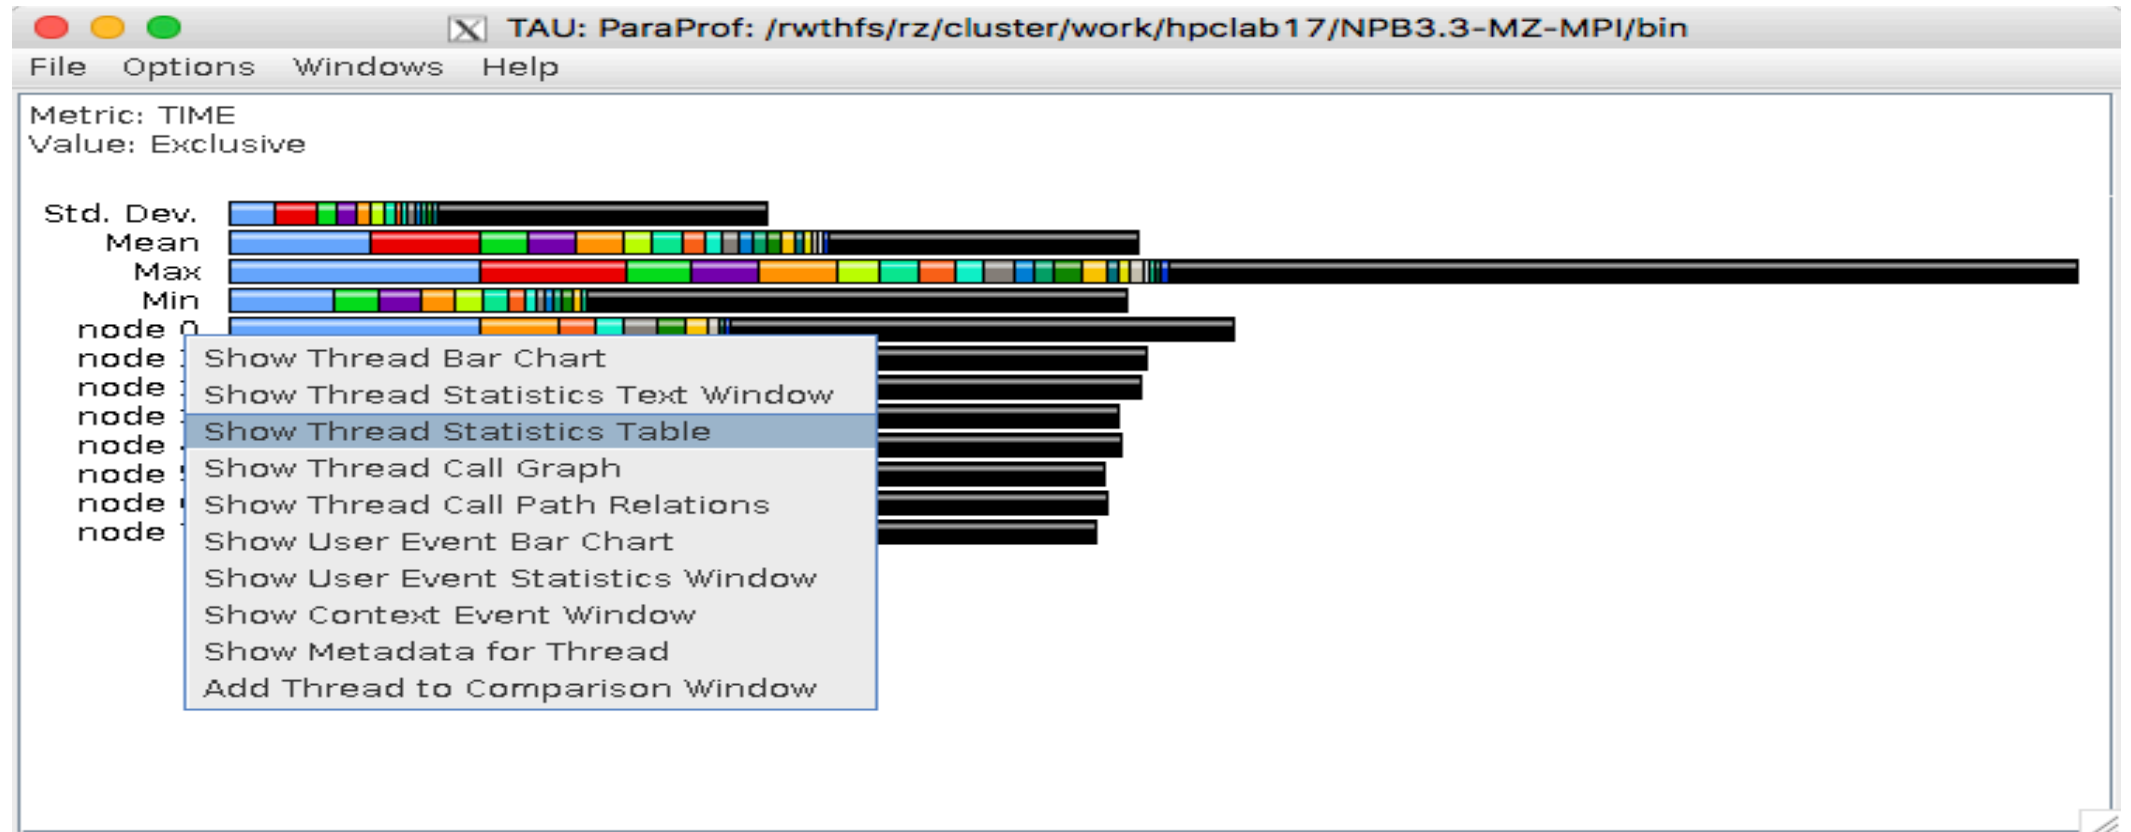 TAU: ParaProf: /rwthfs/rz/cluster/work/hpclab17/NPB3.3-MZ-MPI/bin
File Options Windows Help
Metric: TIME
Value: Exclusive
Std. Dev.
Mean
Max
Min
node 0
node
node
node
node
node 5
node
node
Show Thread Bar Chart
Show Thread Statistics Text Window
Show Thread Statistics Table
Show Thread Call Graph
Show Thread Call Path Relations
Show User Event Bar Chart
Show User Event Statistics Window
Show Context Event Window
Show Metadata for Thread
Add Thread to Comparison Window